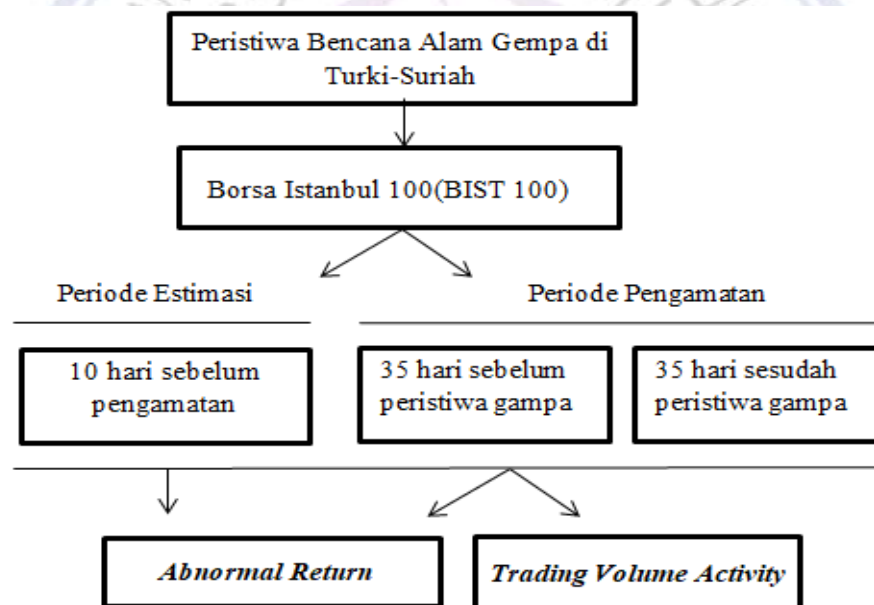 Peristiwa Bencana Alam Gempa di
Turki-Suriah
Borsa Istanbul 100(BIST 100)
Periode Estimasi
Periode Pengamatan
10 hari sebelum
pengamatan
35 hari sebelum
peristiwa gampa
35 hari sesudah
peristiwa gampa
Abnormal Return
Trading Volume Activity